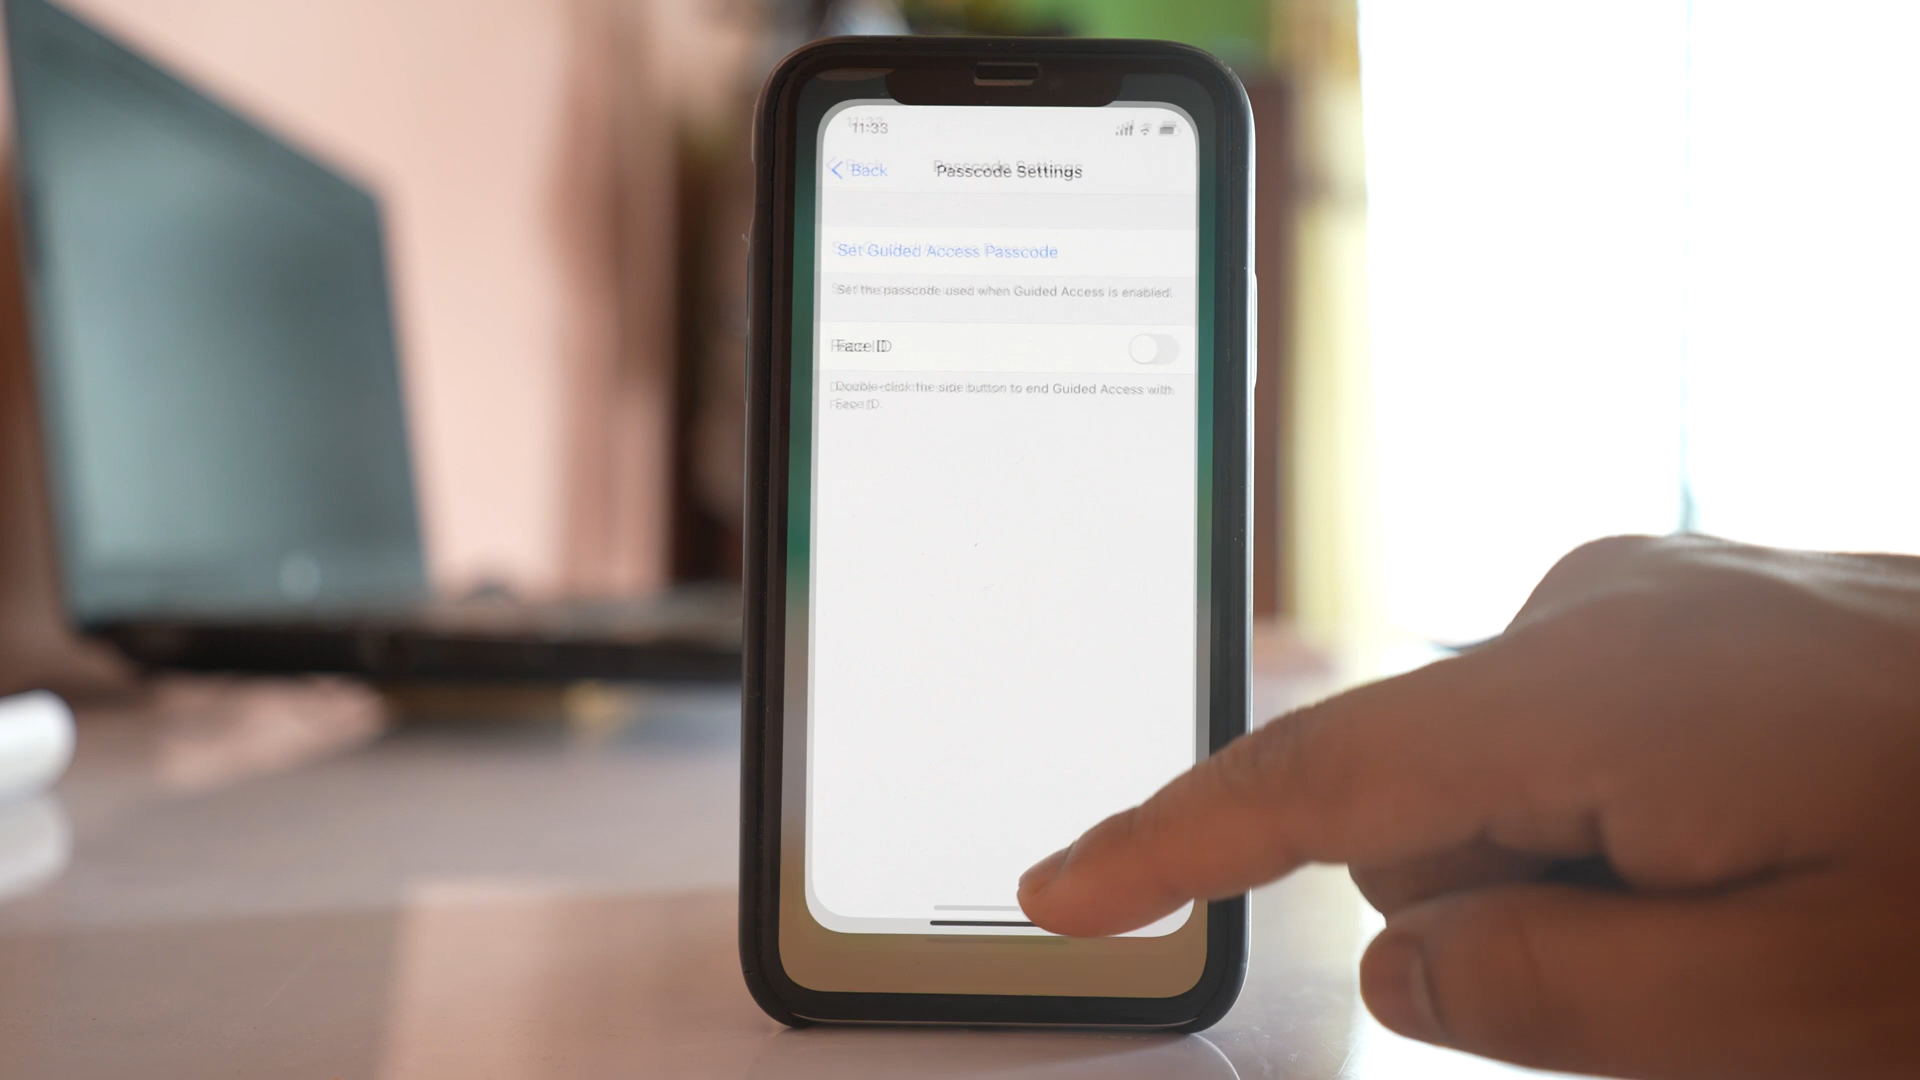 11:33
Back
Passcode Settings
Set Guided Access Passcode
Set the passcode used when Guided Access is enabled.
Face ID
Double-click the side button to end Guided Access with
Face ID.